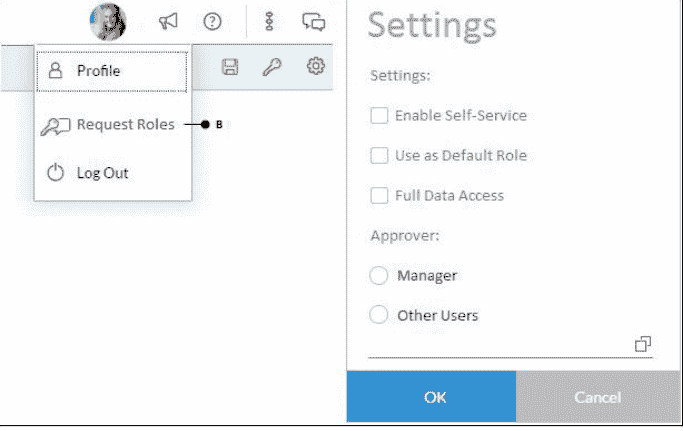 Profile
Request Roles
B
Log Out
Settings
Settings:
Enable Self-Service
Use as Default Role
Full Data Access
Approver:
Manager
Other Users
OK
Cancel